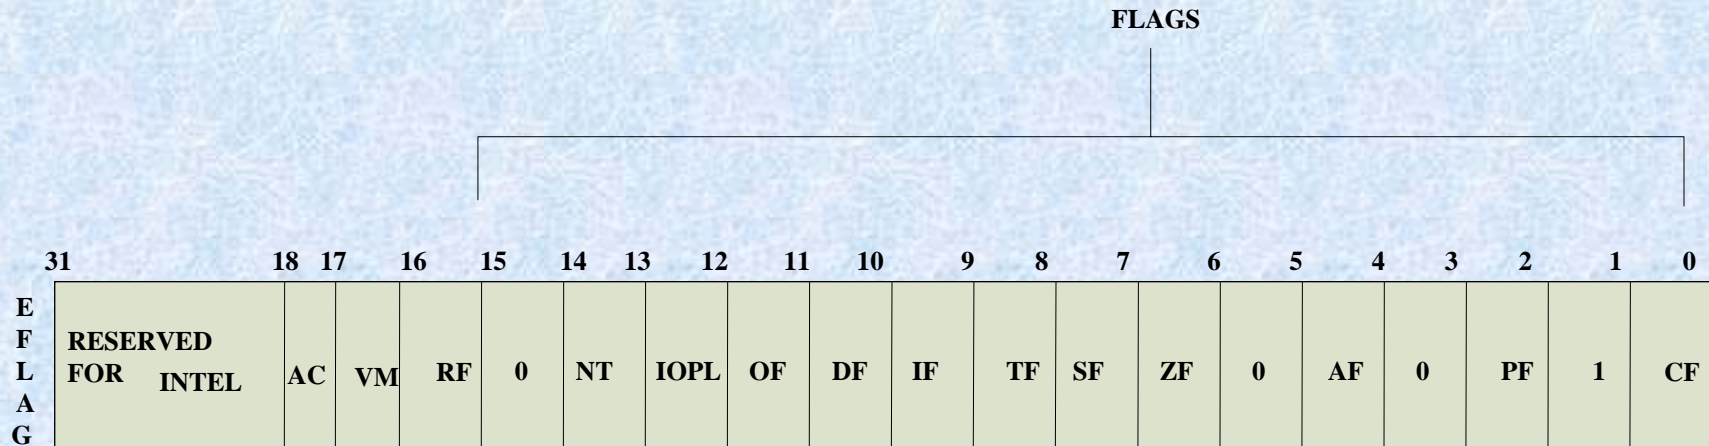 FLAGS
31 18 17 16 15 14 13 12 11 10 9 8 7 6 5 4 3 2 1 0
E
F
L
A
G
RESERVED
FOR INTEL
AC VM RF 0 NT IOPL OF DF IF TF SF ZF 0 AF 0 PF 1 CF